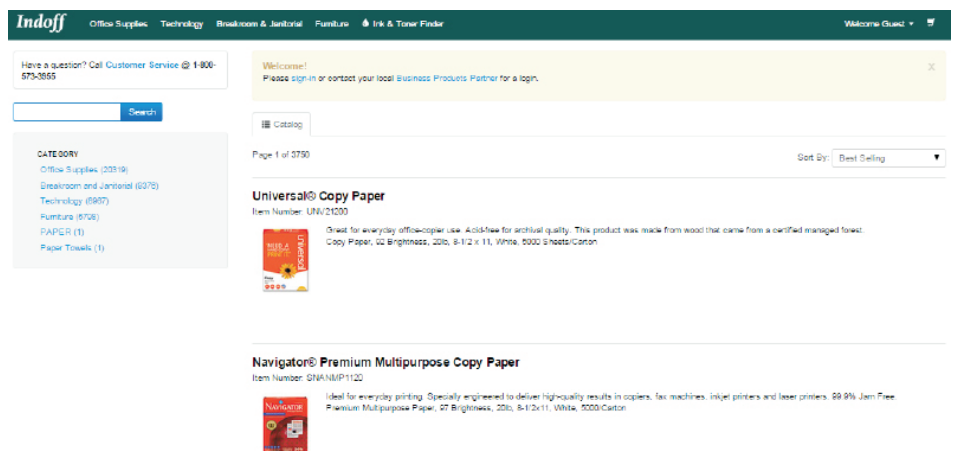 Indoff Office Supplies Technology Breakroom & Janitorial Furniture Ink & Toner Finder Welcome Guest
Have a question? Call Customer Service @ 1-800-
573-3955
Search
CATEGORY
Office Supplies (20319)
Breakroom and Janitorial (9376)
Technology (8987)
Furniture (6708)
PAPER (1)
Paper Towels (1)
Welcome!
Please sign-in or contact your local Business Products Partner for a login.
x
Catalog
Page 1 of 3750
Sort By: Best Selling
Universal® Copy Paper
Item Number: UNV21200
universal
Great for everyday office-copier use. Acid-free for archival quality. This product was made from wood that came from a certified managed forest.
Copy Paper, 92 Brightness, 20lb, 8-1/2 x 11, White, 5000 Sheets/Carton
Navigator® Premium Multipurpose Copy Paper
Item Number: SNANMP1120
NAVIGATOR
Ideal for everyday printing. Specially engineered to deliver high-quality results in copiers, fax machines, inkjet printers and laser printers. 99.9% Jam Free.
Premium Multipurpose Paper, 97 Brightness, 20lb, 8-1/2x11, White, 5000/Carton